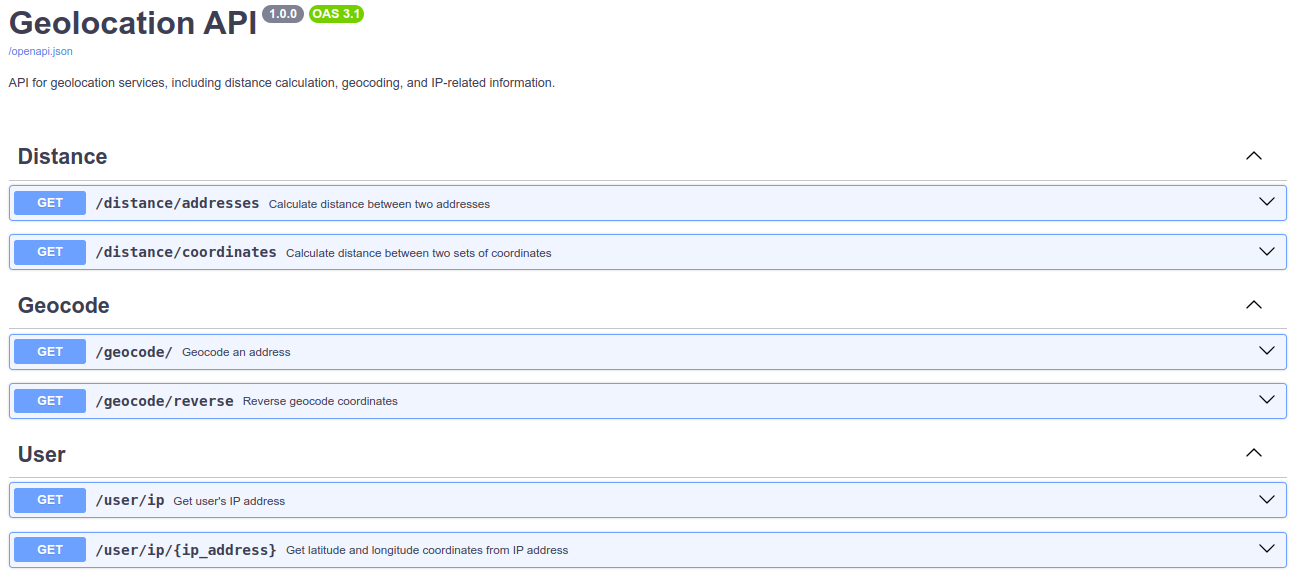 Geolocation API 1.0.0 OAS 3.1
/openapi.json
API for geolocation services, including distance calculation, geocoding, and IP-related information.
Distance
GET /distance/addresses Calculate distance between two addresses
GET /distance/coordinates Calculate distance between two sets of coordinates
Geocode
GET /geocode/ Geocode an address
GET /geocode/reverse Reverse geocode coordinates
User
GET /user/ip Get user's IP address
GET /user/ip/{ip_address} Get latitude and longitude coordinates from IP address